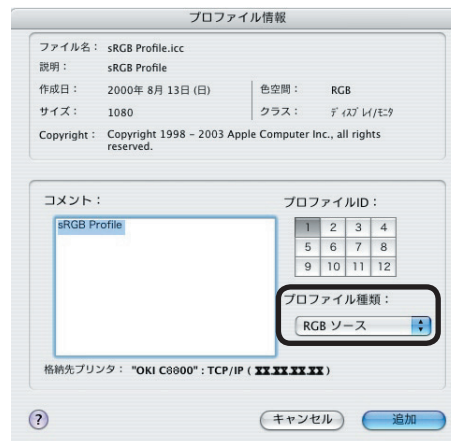 プロファイル情報
ファイル名： sRGB Profile.icc
説明： sRGB Profile
作成日： 2000年 8月 13日 (日) 色空間： RGB
サイズ： 1080 クラス： ディスプレイ/モニタ
Copyright： Copyright 1998 – 2003 Apple Computer Inc., all rights
reserved.
コメント：
sRGB Profile
プロファイルID：
1 2 3 4
5 6 7 8
9 10 11 12
プロファイル種類：
RGB ソース
格納先プリンタ： "OKI C8800" : TCP/IP ( XX.XX.XX.XX )
? キャンセル 追加